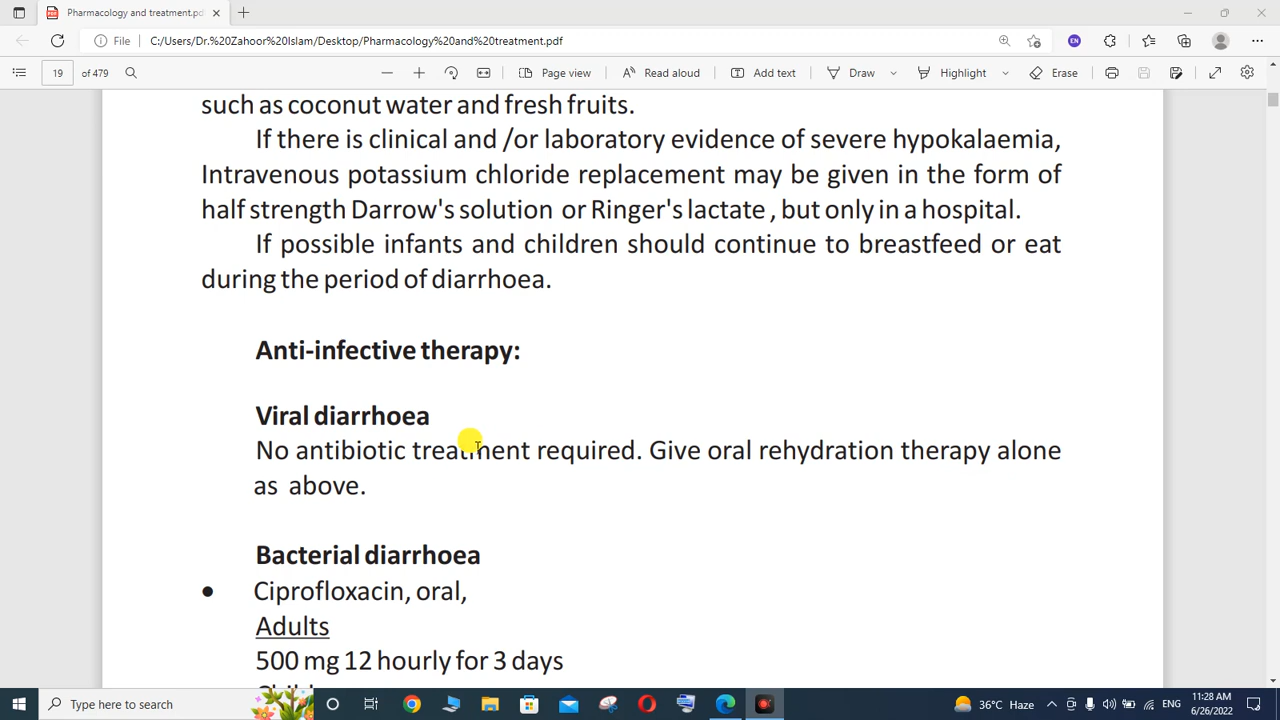 Pharmacology and treatment.pd
File C:/Users/Dr.%20Zahoor%20Islam/Desktop/Pharmacology%20and%20treatment.pdf
EN
19 of 479
Page view
Read aloud
Add text
Draw
Highlight
Erase
such as coconut water and fresh fruits.
If there is clinical and /or laboratory evidence of severe hypokalaemia,
Intravenous potassium chloride replacement may be given in the form of
half strength Darrow's solution or Ringer's lactate , but only in a hospital.
If possible infants and children should continue to breastfeed or eat
during the period of diarrhoea.
Anti-infective therapy:
Viral diarrhoea
No antibiotic treatment required. Give oral rehydration therapy alone
as above.
Bacterial diarrhoea
• Ciprofloxacin, oral,
Adults
500 mg 12 hourly for 3 days
Type here to search
36°C Haze
ENG
11:28 AM
6/26/2022